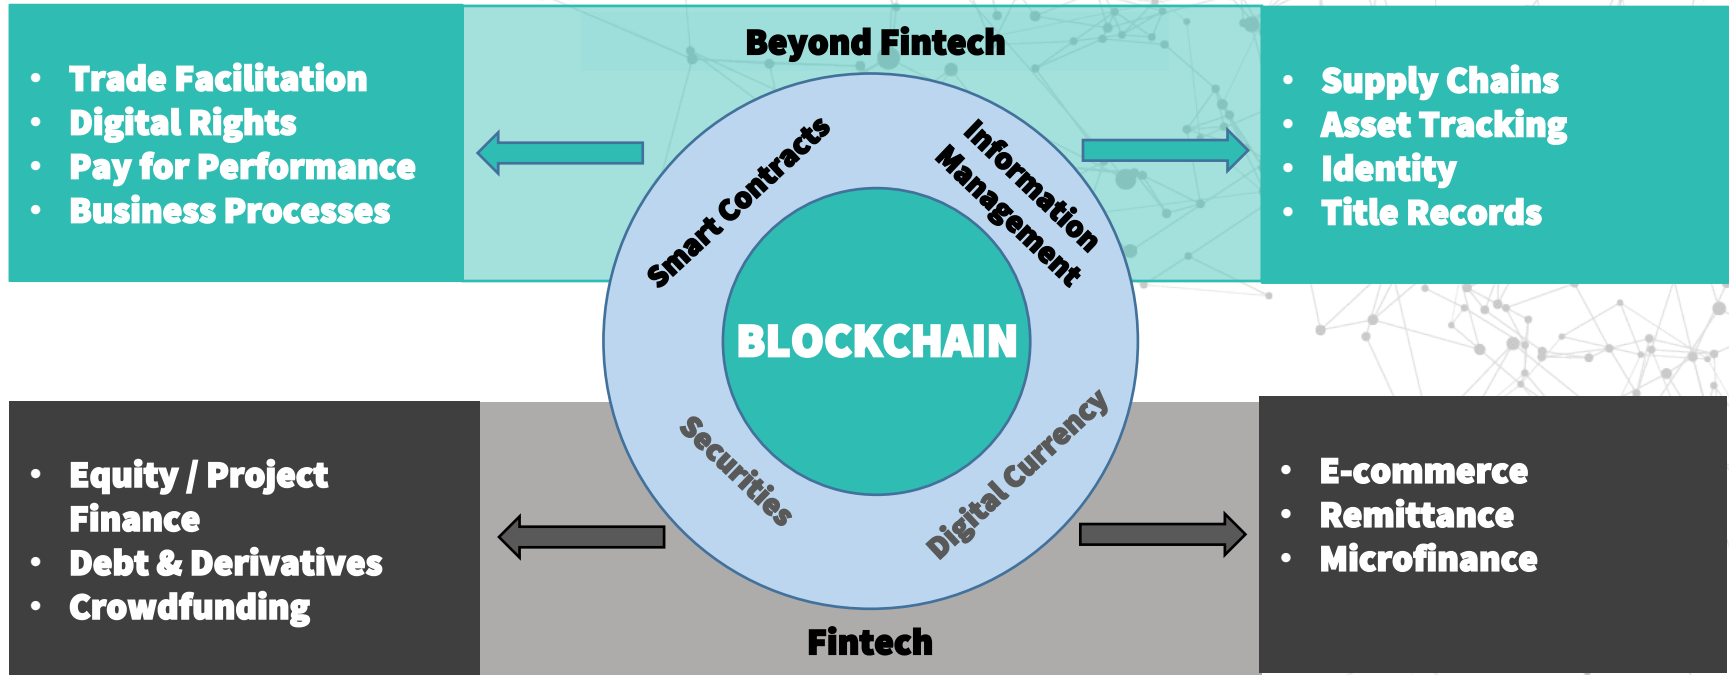 Beyond Fintech
• Trade Facilitation
• Digital Rights
• Pay for Performance
• Business Processes
Smart Contracts
Information
Management
• Supply Chains
• Asset Tracking
• Identity
• Title Records
BLOCKCHAIN
• Equity / Project
Finance
• Debt & Derivatives
• Crowdfunding
Securities
Digital Currency
• E-commerce
• Remittance
• Microfinance
Fintech